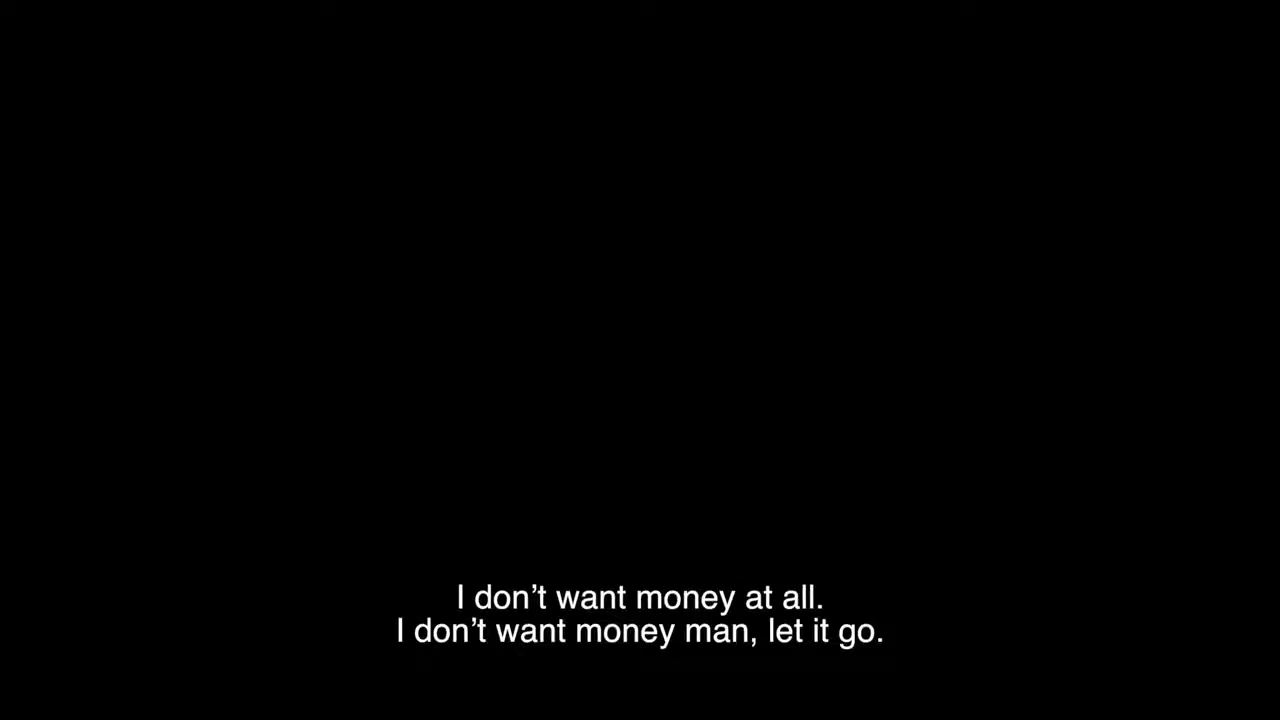 I don’t want money at all.
I don’t want money man, let it go.